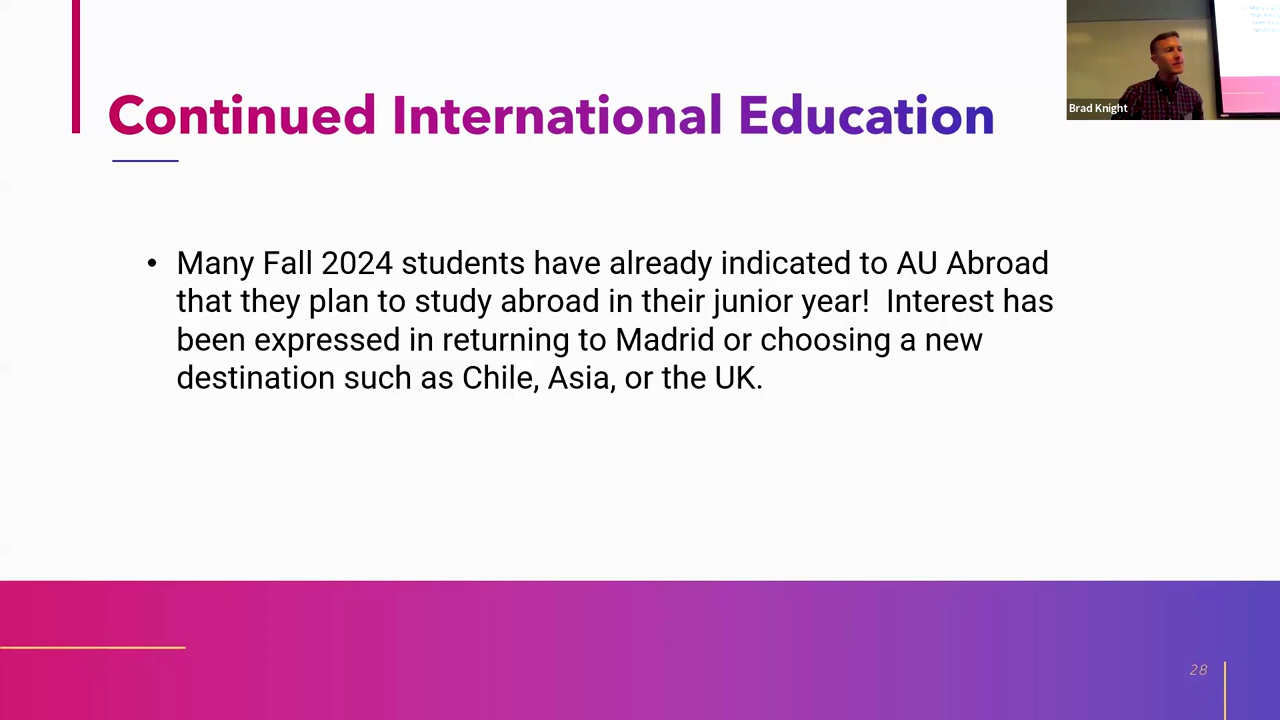 Continued International Education
Brad Knight
• Many Fall 2024 students have already indicated to AU Abroad
that they plan to study abroad in their junior year!  Interest has
been expressed in returning to Madrid or choosing a new
destination such as Chile, Asia, or the UK.
28